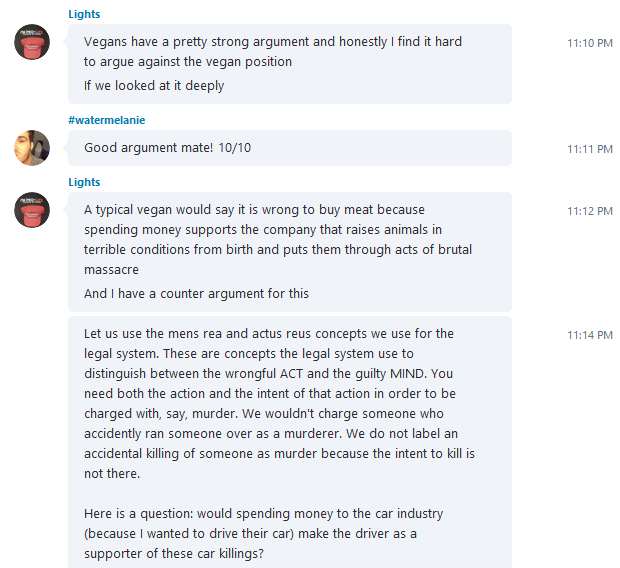 Lights
Vegans have a pretty strong argument and honestly I find it hard
to argue against the vegan position
11:10 PM
If we looked at it deeply
#watermelanie
Good argument mate! 10/10
11:11 PM
Lights
A typical vegan would say it is wrong to buy meat because
11:12 PM
spending money supports the company that raises animals in
terrible conditions from birth and puts them through acts of brutal
massacre
And I have a counter argument for this
Let us use the mens rea and actus reus concepts we use for the
11:14 PM
legal system. These are concepts the legal system use to
distinguish between the wrongful ACT and the guilty MIND. You
need both the action and the intent of that action in order to be
charged with, say, murder. We wouldn't charge someone who
accidently ran someone over as a murderer. We do not label an
accidental killing of someone as murder because the intent to kill is
not there.
Here is a question: would spending money to the car industry
(because I wanted to drive their car) make the driver as a
supporter of these car killings?